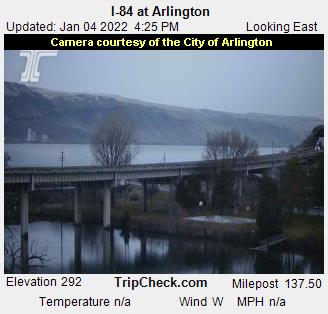 I-84 at Arlington
Updated: Jan 04 2022 4:25 PM Looking East
Camera courtesy of the City of Arlington
Elevation 292 TripCheck.com Milepost 137.50
Temperature n/a Wind W MPH n/a